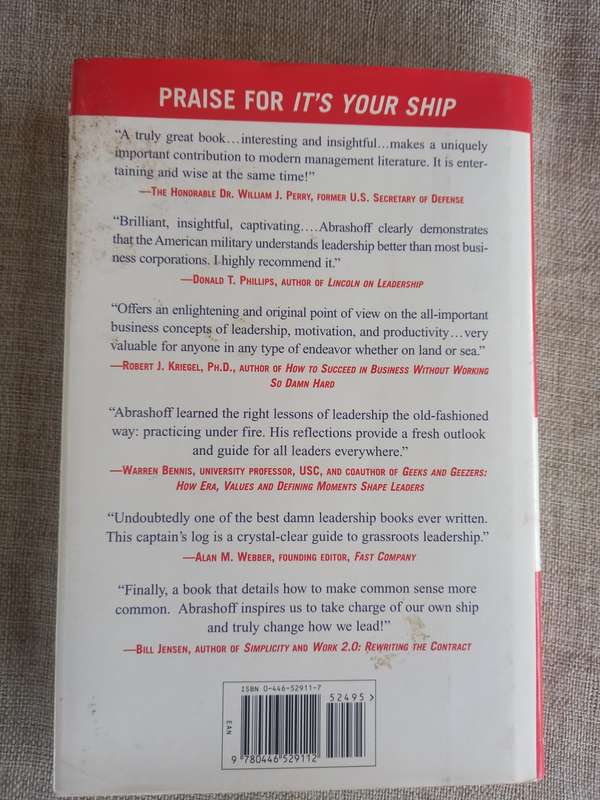 PRAISE FOR IT'S YOUR SHIP
“A truly great book…interesting and insightful…makes a uniquely
important contribution to modern management literature. It is enter-
taining and wise at the same time!”
—The Honorable Dr. William J. Perry, former U.S. Secretary of Defense
“Brilliant, insightful, captivating.…Abrashoff clearly demonstrates
that the American military understands leadership better than most busi-
ness corporations. I highly recommend it.”
—Donald T. Phillips, author of Lincoln on Leadership
“Offers an enlightening and original point of view on the all-important
business concepts of leadership, motivation, and productivity…very
valuable for anyone in any type of endeavor whether on land or sea.”
—Robert J. Kriegel, Ph.D., author of How to Succeed in Business Without Working
So Damn Hard
“Abrashoff learned the right lessons of leadership the old-fashioned
way: practicing under fire. His reflections provide a fresh outlook
and guide for all leaders everywhere.”
—Warren Bennis, university professor, USC, and coauthor of Geeks and Geezers:
How Era, Values and Defining Moments Shape Leaders
“Undoubtedly one of the best damn leadership books ever written.
This captain’s log is a crystal-clear guide to grassroots leadership.”
—Alan M. Webber, founding editor, Fast Company
“Finally, a book that details how to make common sense more
common. Abrashoff inspires us to take charge of our own ship
and truly change how we lead!”
—Bill Jensen, author of Simplicity and Work 2.0: Rewriting the Contract
ISBN 0-446-52911-7
52495>
EAN
9 780446 529112